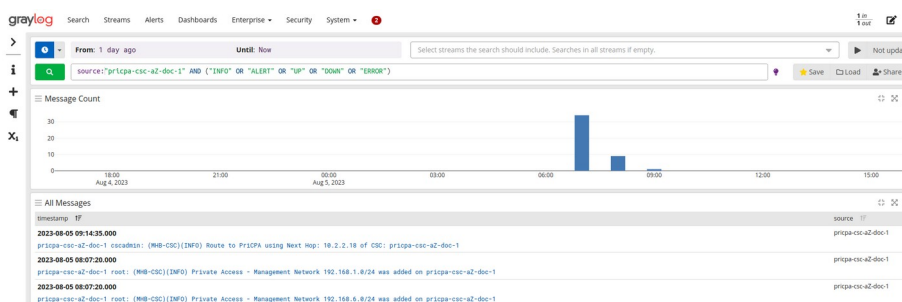 graylog Search Streams Alerts Dashboards Enterprise Security System 2 1 in
1 out
From: 1 day ago Until: Now Select streams the search should include. Searches in all streams if empty. Not upda
source:"pricpa-csc-aZ-doc-1" AND ("INFO" OR "ALERT" OR "UP" OR "DOWN" OR "ERROR") Save Load Share
Message Count
30
20
10
0
18:00 21:00 00:00 03:00 06:00 09:00 12:00 15:00
Aug 4, 2023 Aug 5, 2023
All Messages
timestamp source
2023-08-05 09:14:35.000 pricpa-csc-aZ-doc-1
pricpa-csc-aZ-doc-1 cscadmin: (MHB-CSC)(INFO) Route to PriCPA using Next Hop: 10.2.2.18 of CSC: pricpa-csc-aZ-doc-1
2023-08-05 08:07:20.000 pricpa-csc-aZ-doc-1
pricpa-csc-aZ-doc-1 root: (MHB-CSC)(INFO) Private Access - Management Network 192.168.1.0/24 was added on pricpa-csc-aZ-doc-1
2023-08-05 08:07:20.000 pricpa-csc-aZ-doc-1
pricpa-csc-aZ-doc-1 root: (MHB-CSC)(INFO) Private Access - Management Network 192.168.6.0/24 was added on pricpa-csc-aZ-doc-1